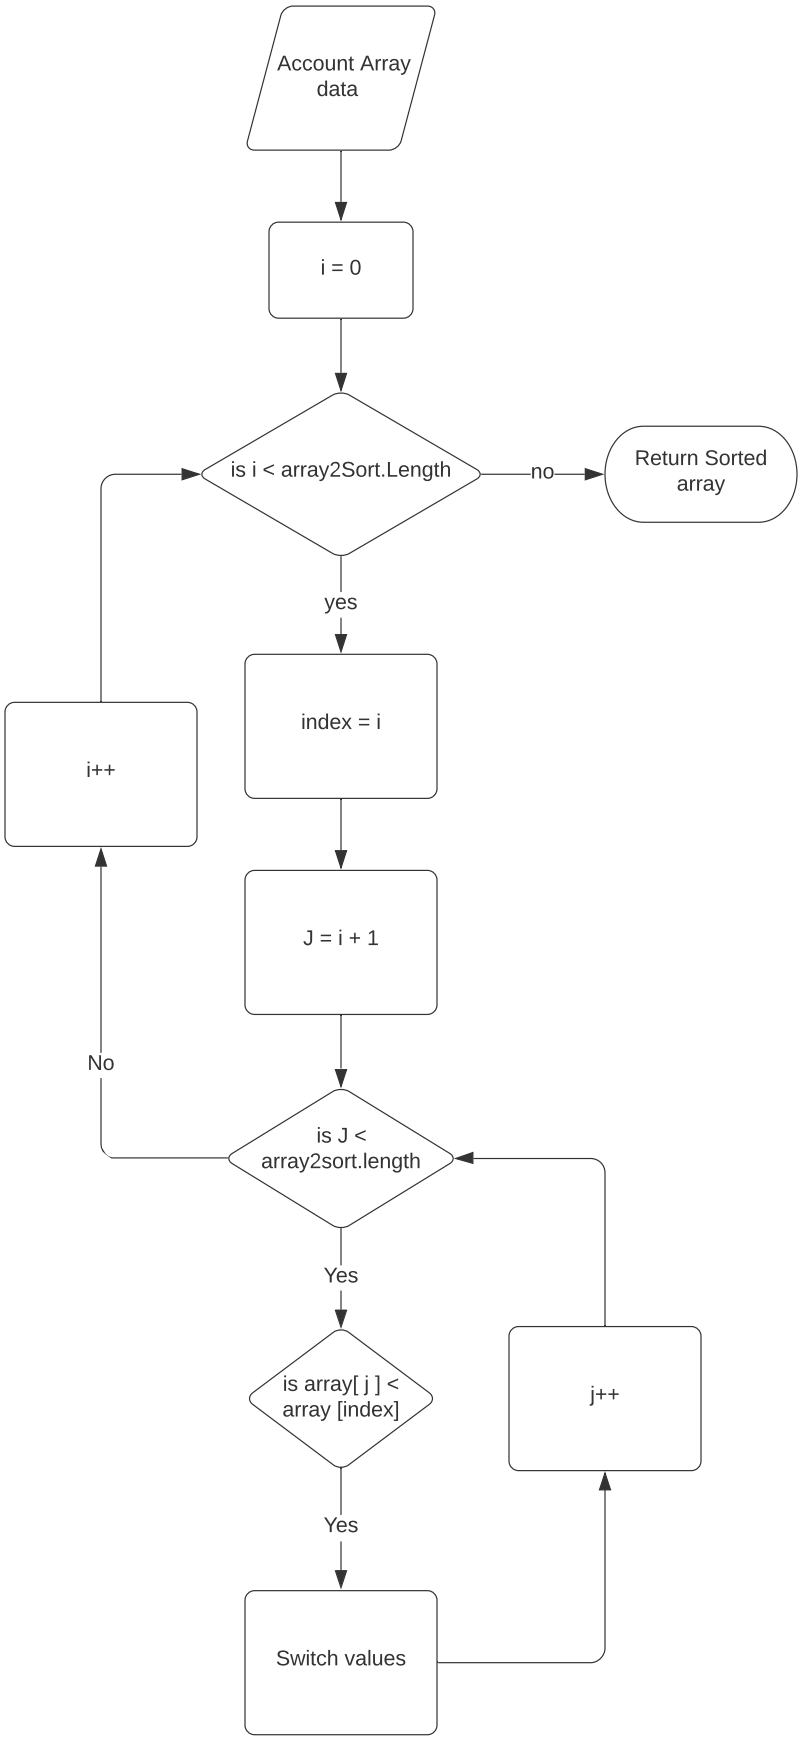 Account Array
data
i = 0
is i < array2Sort.Length
no
Return Sorted
array
yes
index = i
i++
J = i + 1
No
is J <
array2sort.length
Yes
is array[ j ] <
array [index]
j++
Yes
Switch values